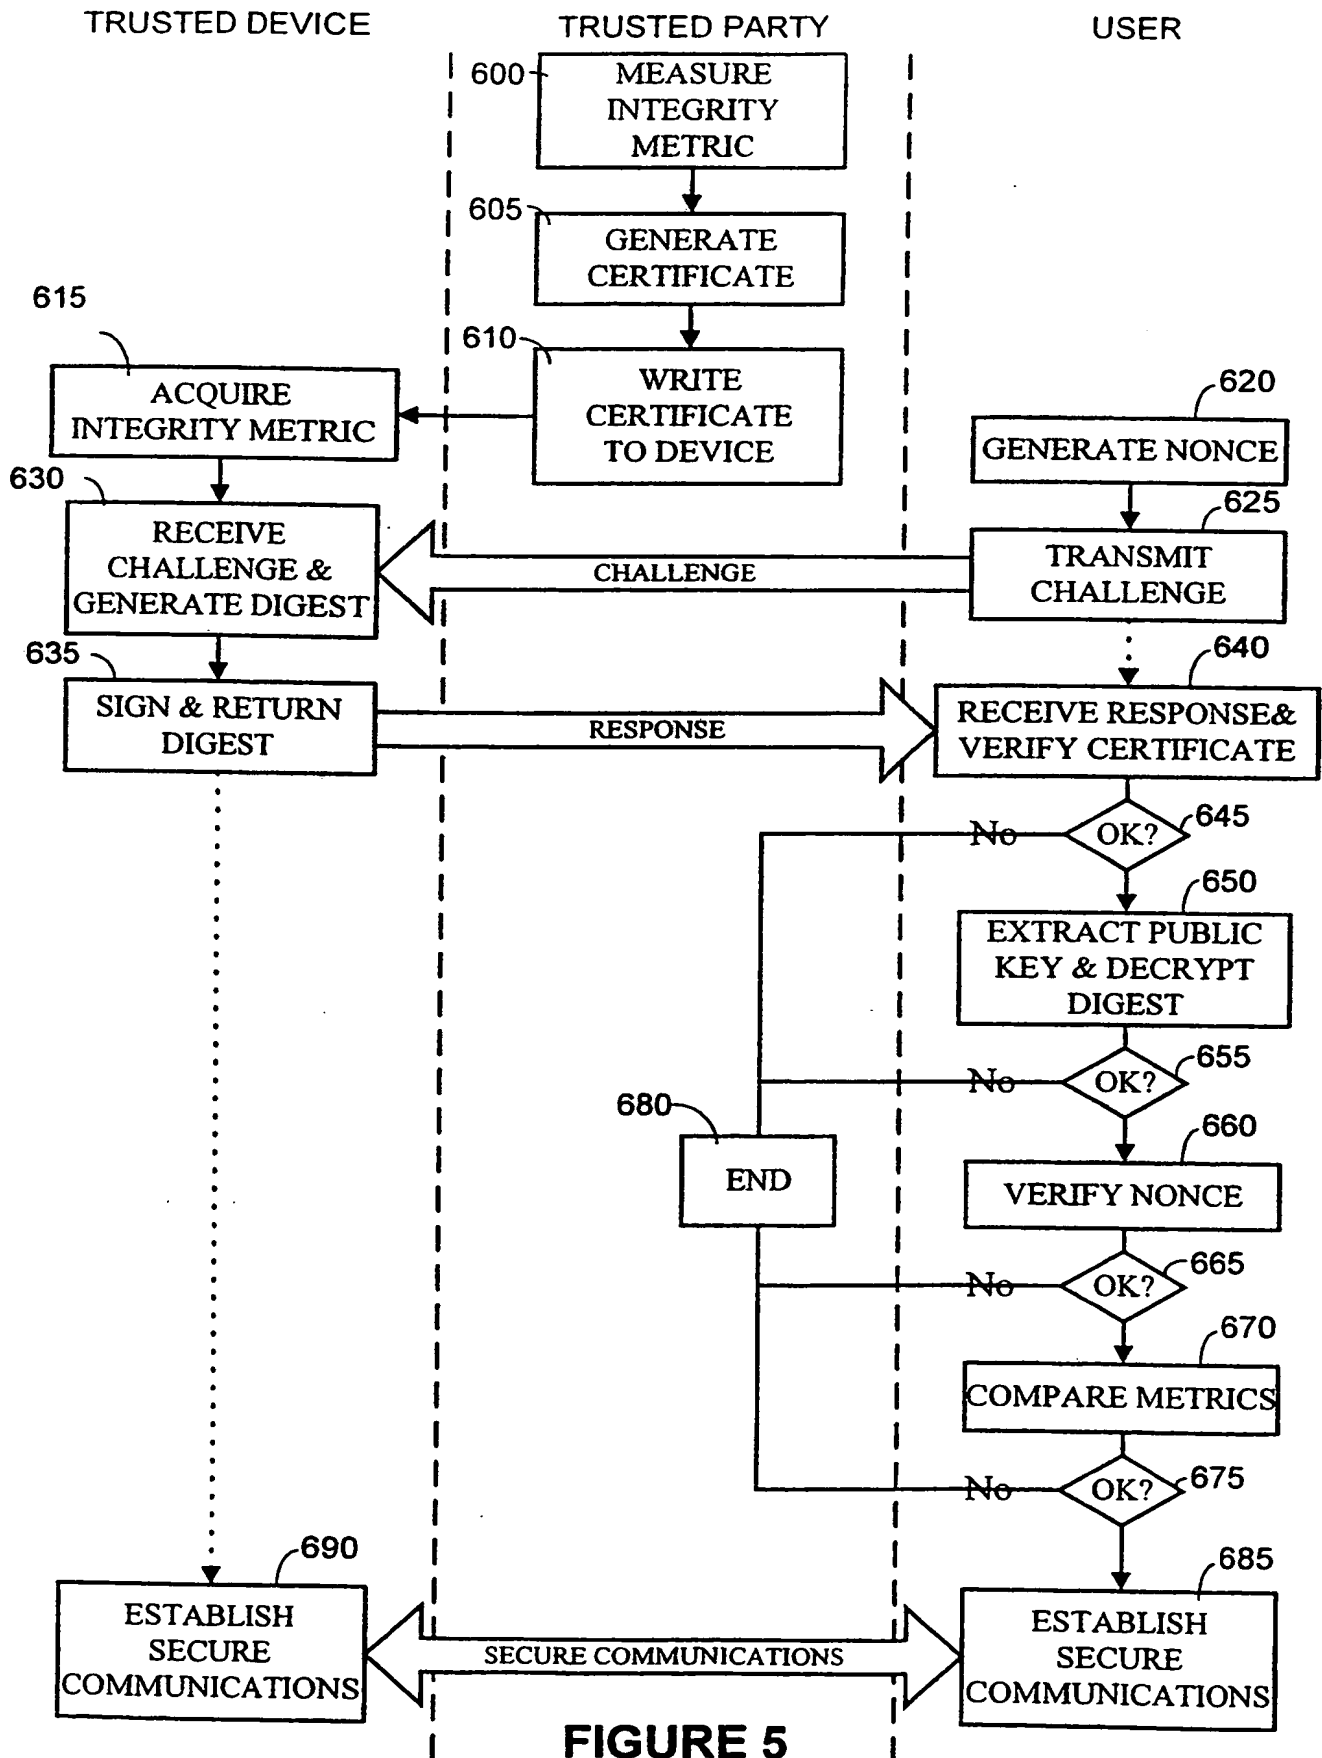 TRUSTED DEVICE
TRUSTED PARTY
USER
600
MEASURE
INTEGRITY
METRIC
605
GENERATE
CERTIFICATE
610
WRITE
CERTIFICATE
TO DEVICE
615
ACQUIRE
INTEGRITY METRIC
620
GENERATE NONCE
625
TRANSMIT
CHALLENGE
CHALLENGE
630
RECEIVE
CHALLENGE &
GENERATE DIGEST
635
SIGN & RETURN
DIGEST
RESPONSE
640
RECEIVE RESPONSE&
VERIFY CERTIFICATE
645
OK?
No
650
EXTRACT PUBLIC
KEY & DECRYPT
DIGEST
655
OK?
No
680
END
660
VERIFY NONCE
665
OK?
No
670
COMPARE METRICS
675
OK?
No
690
ESTABLISH
SECURE
COMMUNICATIONS
SECURE COMMUNICATIONS
685
ESTABLISH
SECURE
COMMUNICATIONS
FIGURE 5